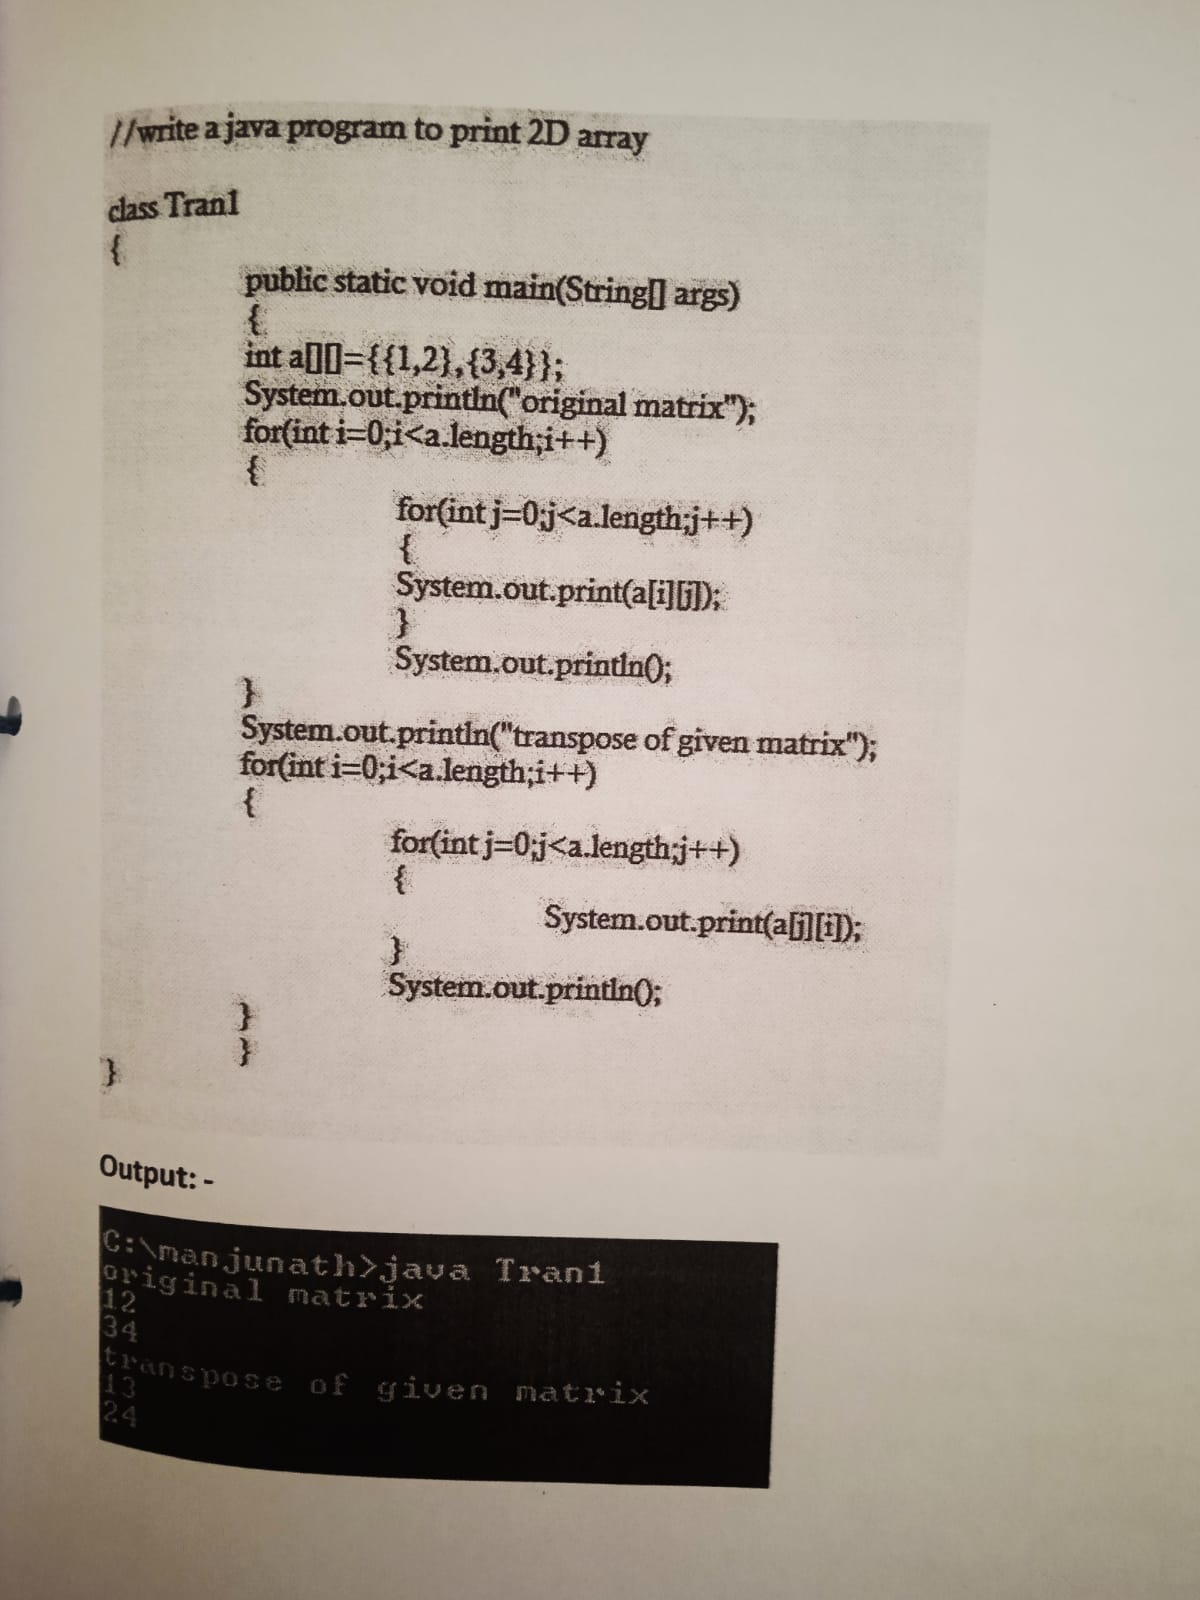 //write a java program to print 2D array
class Tran1
{
public static void main(String[] args)
{
int a[][]={{1,2},{3,4}};
System.out.println("original matrix");
for(int i=0;i<a.length;i++)
{
for(int j=0;j<a.length;j++)
{
System.out.print(a[i][j]);
}
System.out.println();
}
System.out.println("transpose of given matrix");
for(int i=0;i<a.length;i++)
{
for(int j=0;j<a.length;j++)
{
System.out.print(a[j][i]);
}
System.out.println();
}
}
}
Output: -
C:\manjunath>java Tran1
original matrix
12
34
transpose of given matrix
13
24